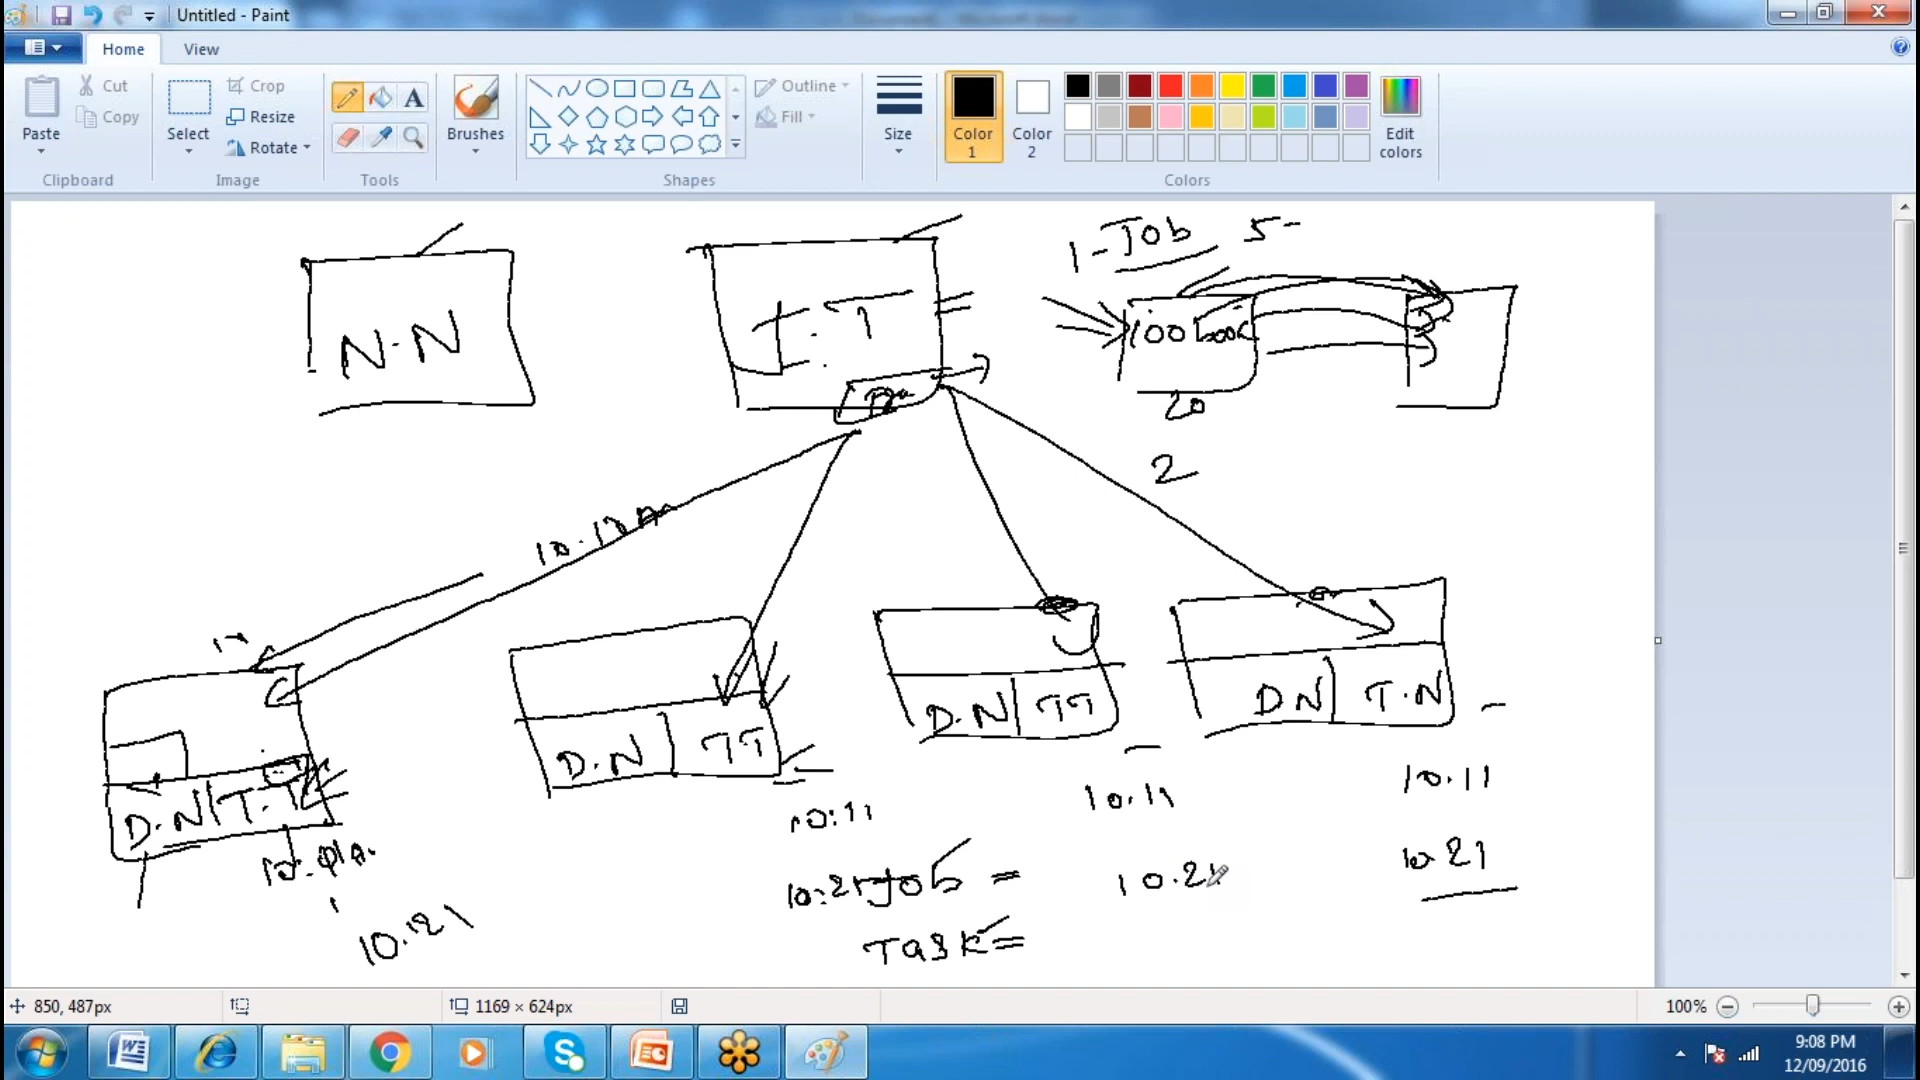 Untitled - Paint
Home View
Paste
Cut
Copy
Clipboard
Select
Crop
Resize
Rotate
Image
Tools
Brushes
Shapes
Outline
Fill
Size
Color 1
Color 2
Edit colors
Colors
1-Job 5-
N.N
J.T
100books
20
2
D.N T.T
D.N TT
D.N TT
DN T.N
10:11
10.11
10.11
10:21
Job =
10.21
10.21
10.21
Task =
850, 487px
1169 × 624px
100%
9:08 PM
12/09/2016